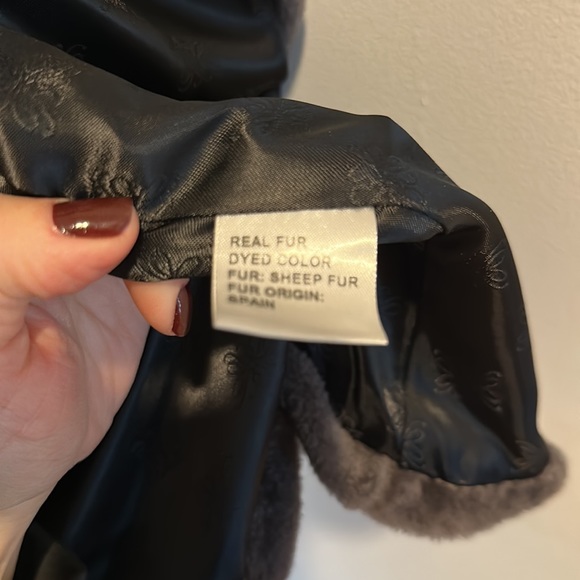 REAL FUR
DYED COLOR
FUR: SHEEP FUR
FUR ORIGIN:
SPAIN